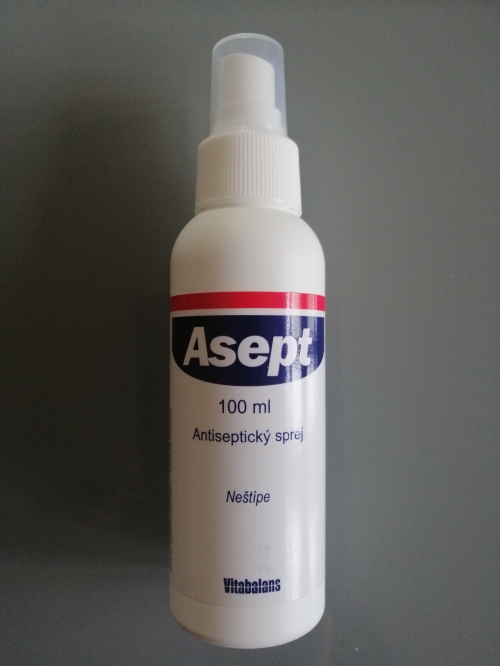 Asept
100 ml
Antiseptický sprej
Neštípe
Vitabalans